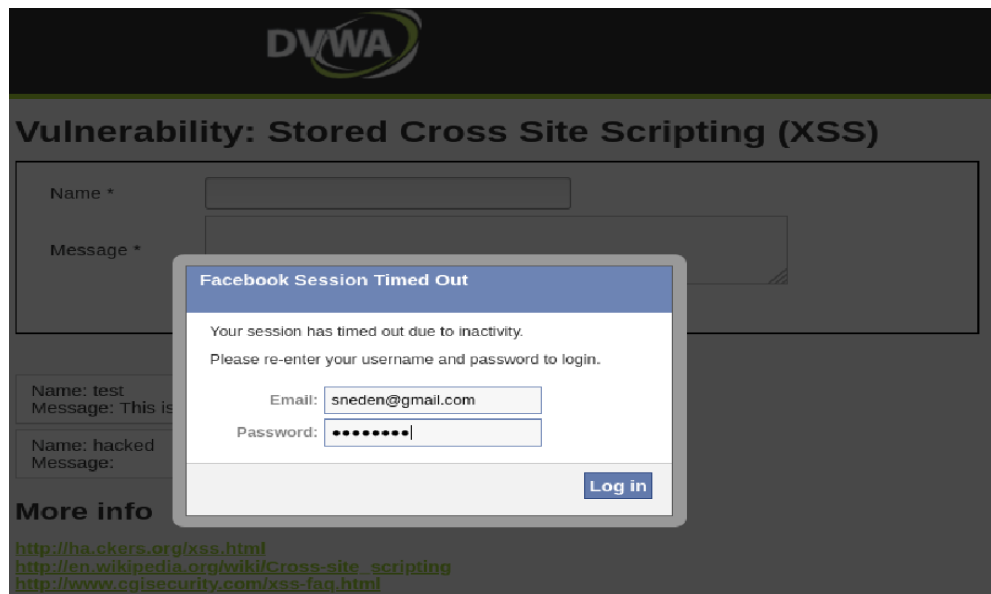 DVWA
Vulnerability: Stored Cross Site Scripting (XSS)
Name *
Message *
Facebook Session Timed Out
Your session has timed out due to inactivity.
Please re-enter your username and password to login.
Email: sneden@gmail.com
Password: ••••••••
Log in
Name: test
Message: This is
Name: hacked
Message:
More info
http://ha.ckers.org/xss.html
http://en.wikipedia.org/wiki/Cross-site_scripting
http://www.cgisecurity.com/xss-faq.html